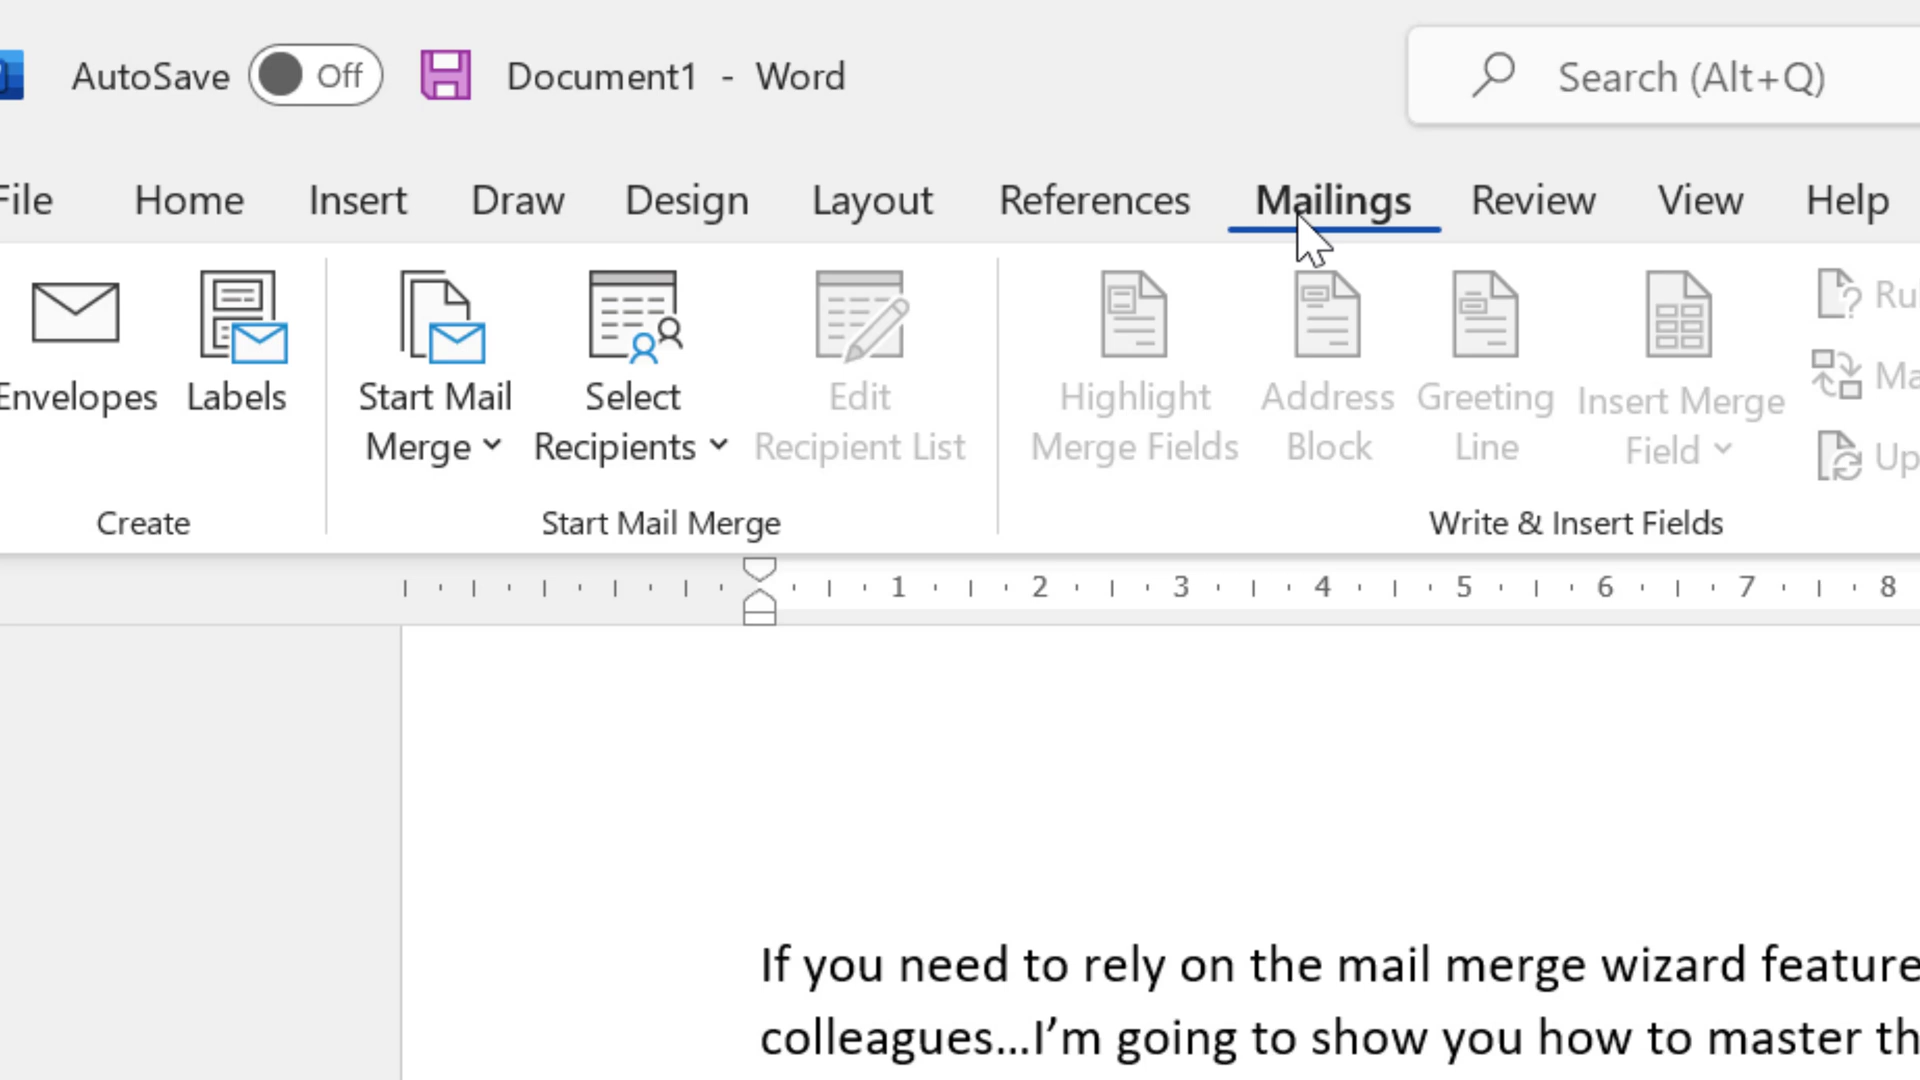 AutoSave Off Document1 - Word Search (Alt+Q)
File Home Insert Draw Design Layout References Mailings Review View Help
Envelopes Labels Start Mail Merge Select Recipients Edit Recipient List Highlight Merge Fields Address Block Greeting Line Insert Merge Field Ru
Ma
Up
Create Start Mail Merge Write & Insert Fields
1 2 3 4 5 6 7 8
If you need to rely on the mail merge wizard feature
colleagues...I’m going to show you how to master th